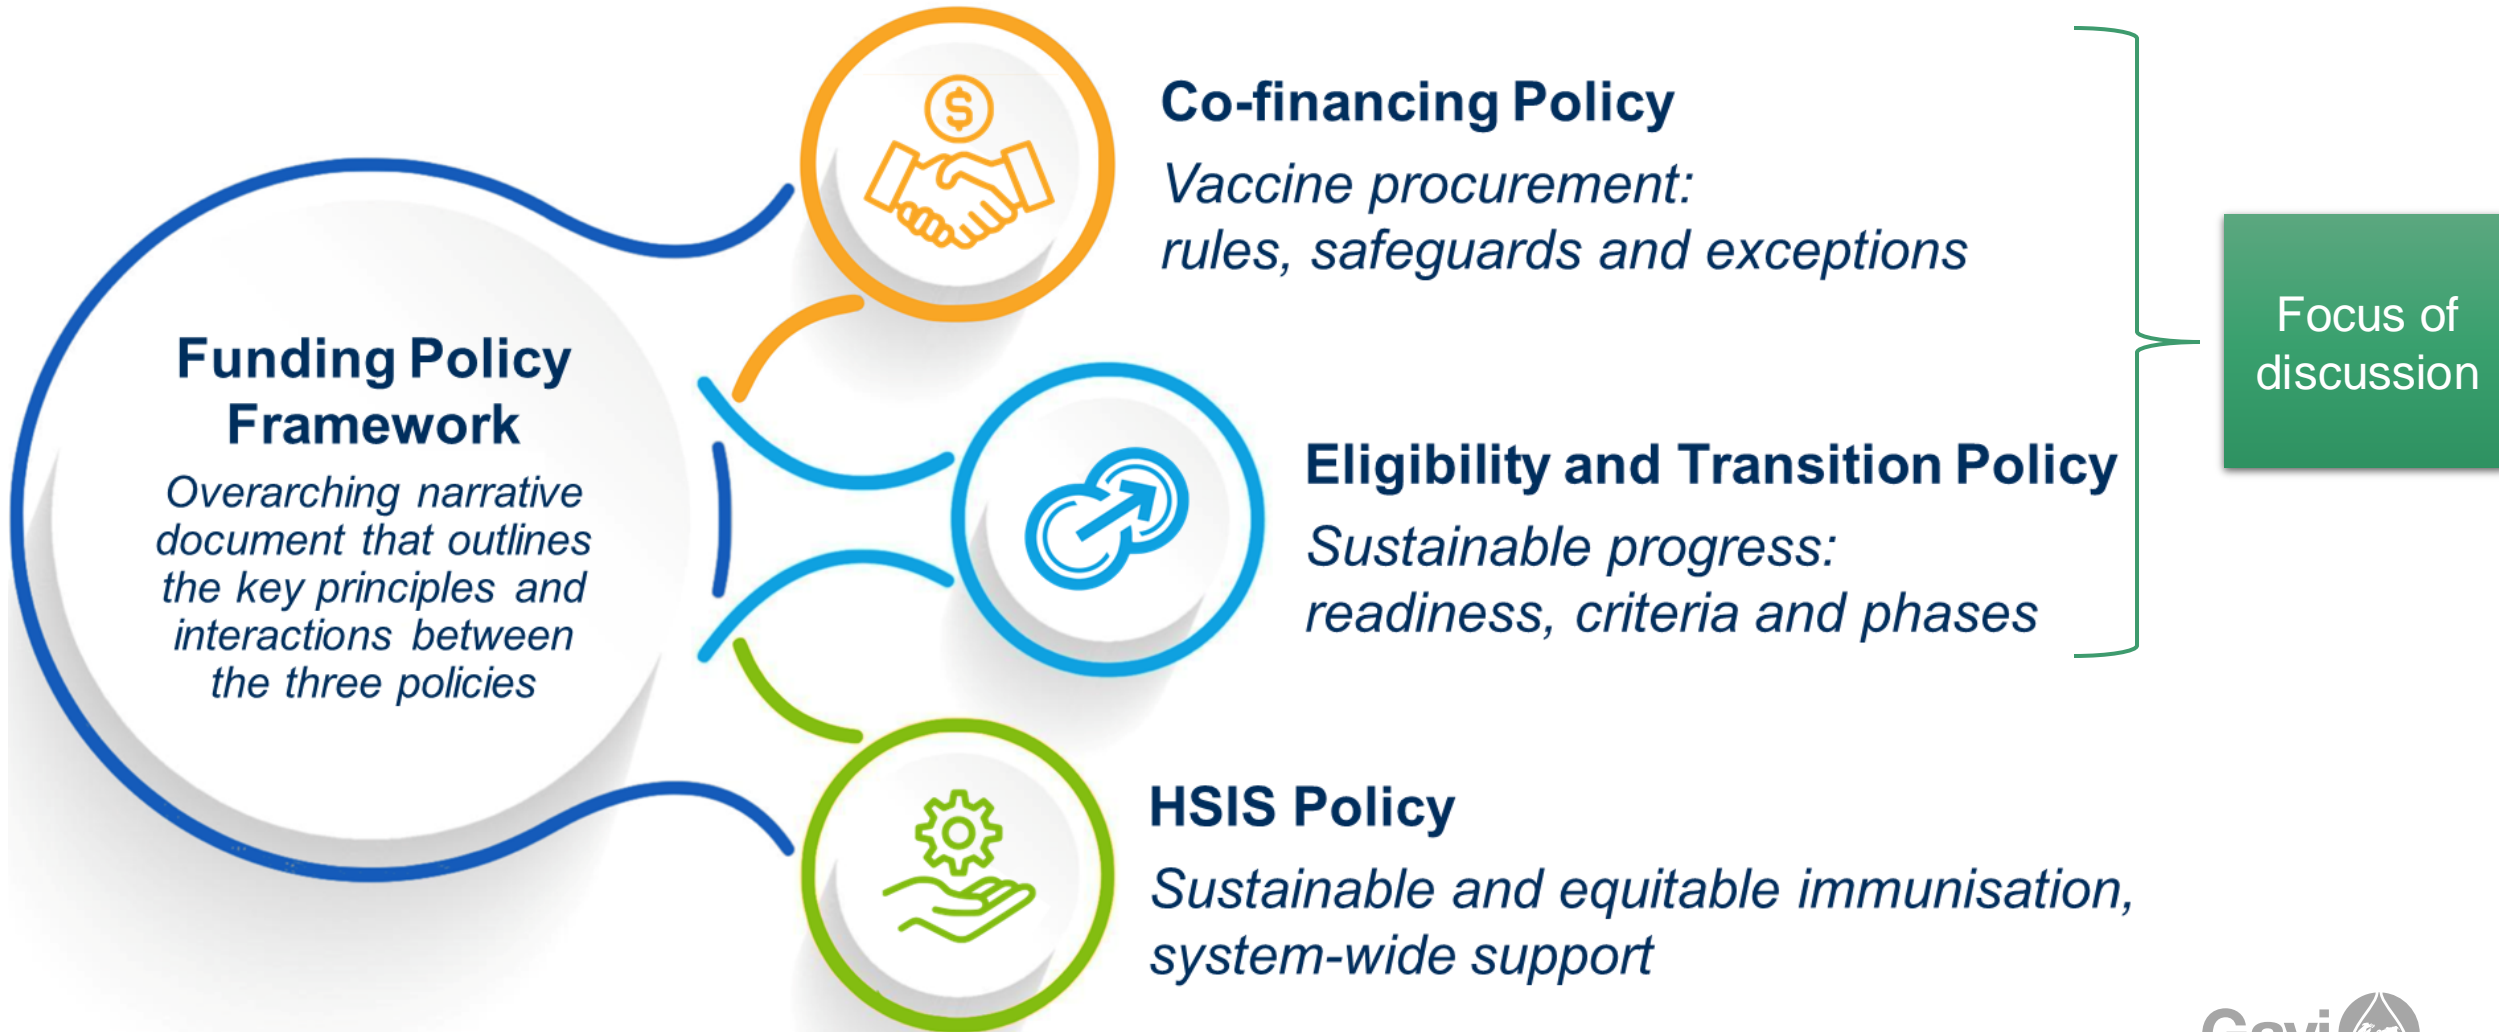 Co-financing Policy
Vaccine procurement:
rules, safeguards and exceptions
Focus of
discussion
Funding Policy
Framework
Overarching narrative
document that outlines
the key principles and
interactions between
the three policies
Eligibility and Transition Policy
Sustainable progress:
readiness, criteria and phases
HSIS Policy
Sustainable and equitable immunisation,
system-wide support
Gavi